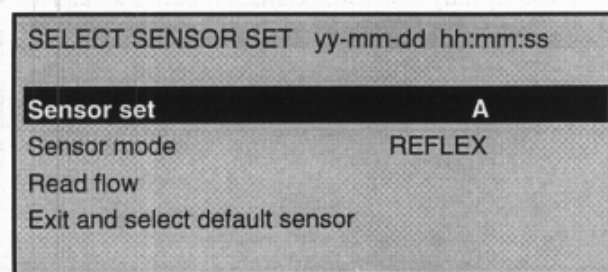 SELECT SENSOR SET yy-mm-dd hh:mm:ss
Sensor set A
Sensor mode REFLEX
Read flow
Exit and select default sensor